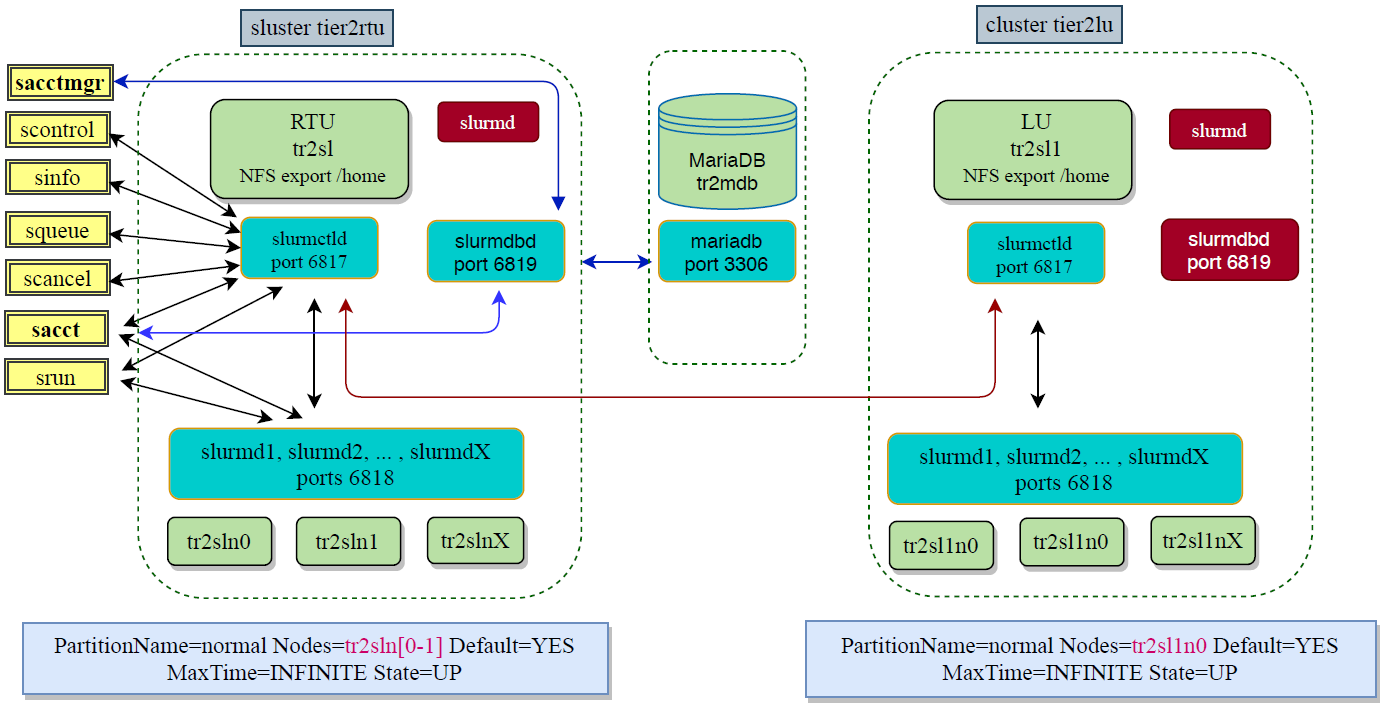 sluster tier2rtu
cluster tier2lu
sacctmgr
scontrol
sinfo
squeue
scancel
sacct
srun
RTU
tr2sl
NFS export /home
slurmd
slurmctld
port 6817
slurmdbd
port 6819
slurmd1, slurmd2, ... , slurmdX
ports 6818
tr2sln0
tr2sln1
tr2slnX
MariaDB
tr2mdb
mariadb
port 3306
LU
tr2sl1
NFS export /home
slurmd
slurmctld
port 6817
slurmdbd
port 6819
slurmd1, slurmd2, ... , slurmdX
ports 6818
tr2sl1n0
tr2sl1n0
tr2sl1nX
PartitionName=normal Nodes=tr2sln[0-1] Default=YES
MaxTime=INFINITE State=UP
PartitionName=normal Nodes=tr2sl1n0 Default=YES
MaxTime=INFINITE State=UP